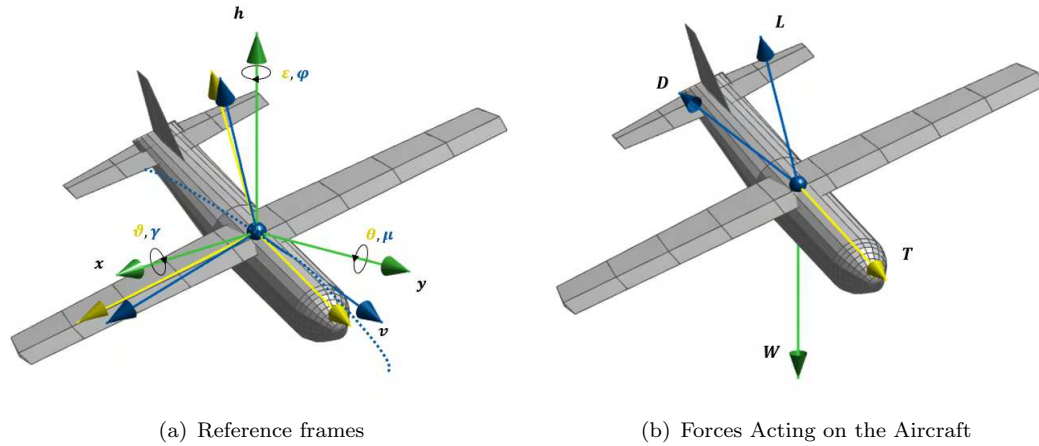 h
ε, φ
ϑ, γ
θ, μ
x
y
v
(a) Reference frames
L
D
T
W
(b) Forces Acting on the Aircraft